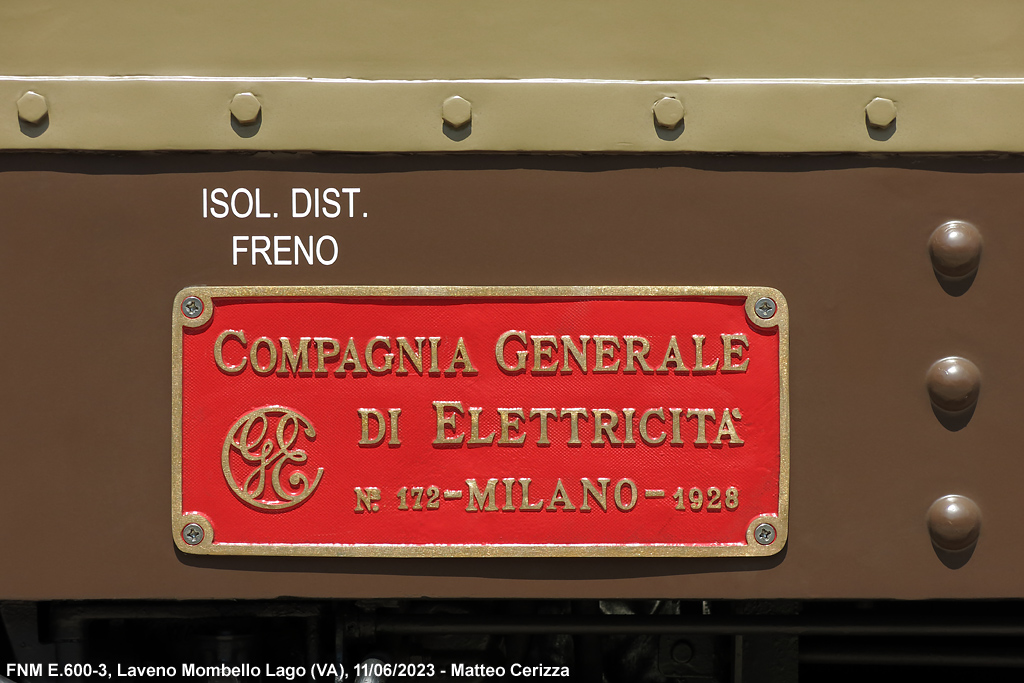 ISOL. DIST.
FRENO
COMPAGNIA GENERALE
DI ELETTRICITÀ
CGE
Nº 172-MILANO-1928
FNM E.600-3, Laveno Mombello Lago (VA), 11/06/2023 - Matteo Cerizza